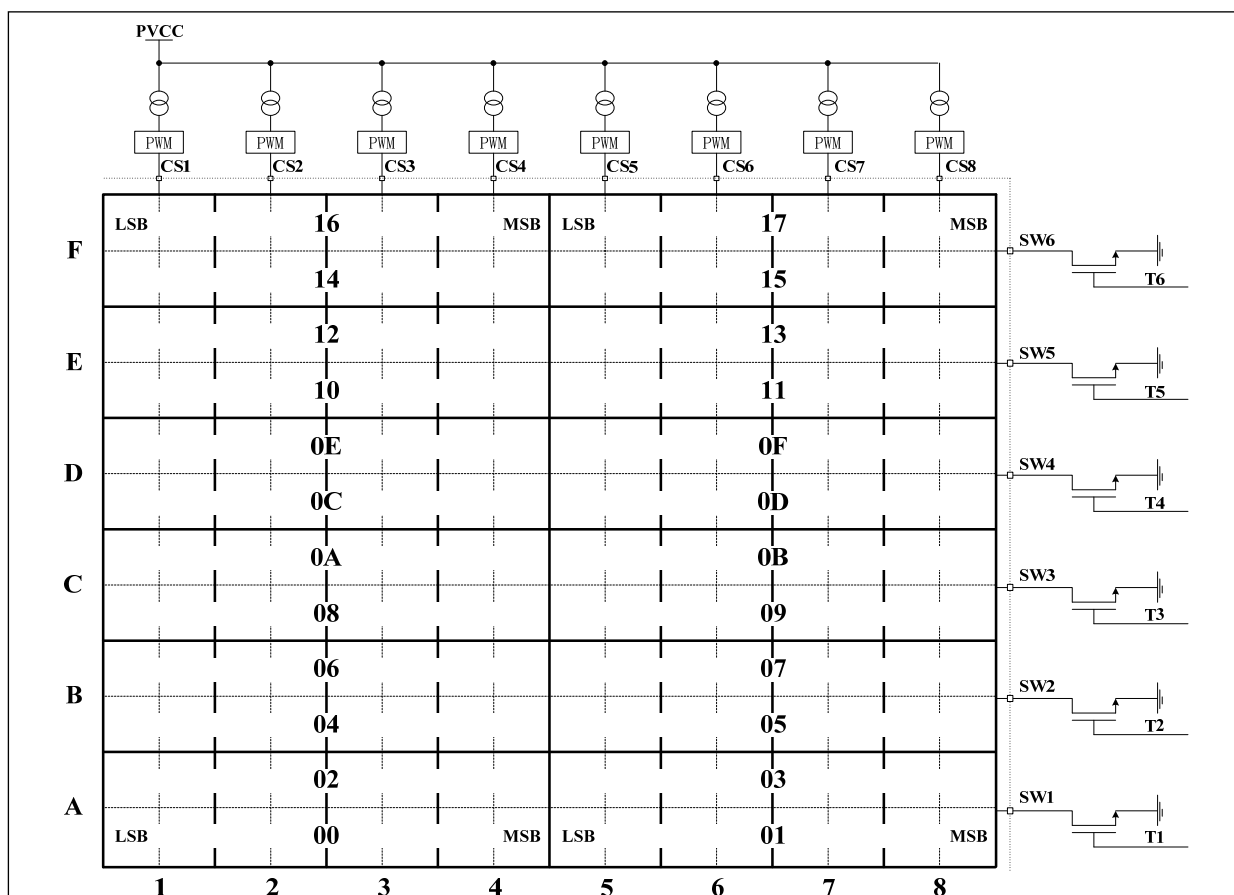 PVCC
PWM PWM PWM PWM PWM PWM PWM PWM
CS1 CS2 CS3 CS4 CS5 CS6 CS7 CS8
LSB 16 MSB LSB 17 MSB
SW6
F
14 15
T6
12 13
SW5
E
10 11
T5
0E 0F
SW4
D
0C 0D
T4
0A 0B
SW3
C
08 09
T3
06 07
SW2
B
04 05
T2
02 03
SW1
A
LSB 00 MSB LSB 01 MSB
T1
1 2 3 4 5 6 7 8